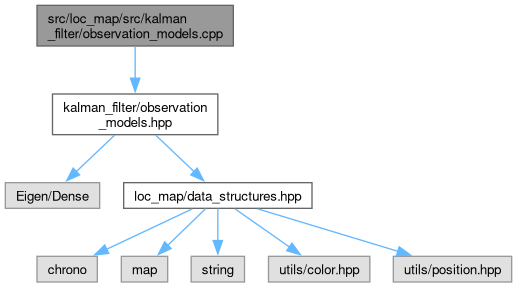 src/loc_map/src/kalman
_filter/observation_models.cpp
kalman_filter/observation
_models.hpp
Eigen/Dense
loc_map/data_structures.hpp
chrono
map
string
utils/color.hpp
utils/position.hpp